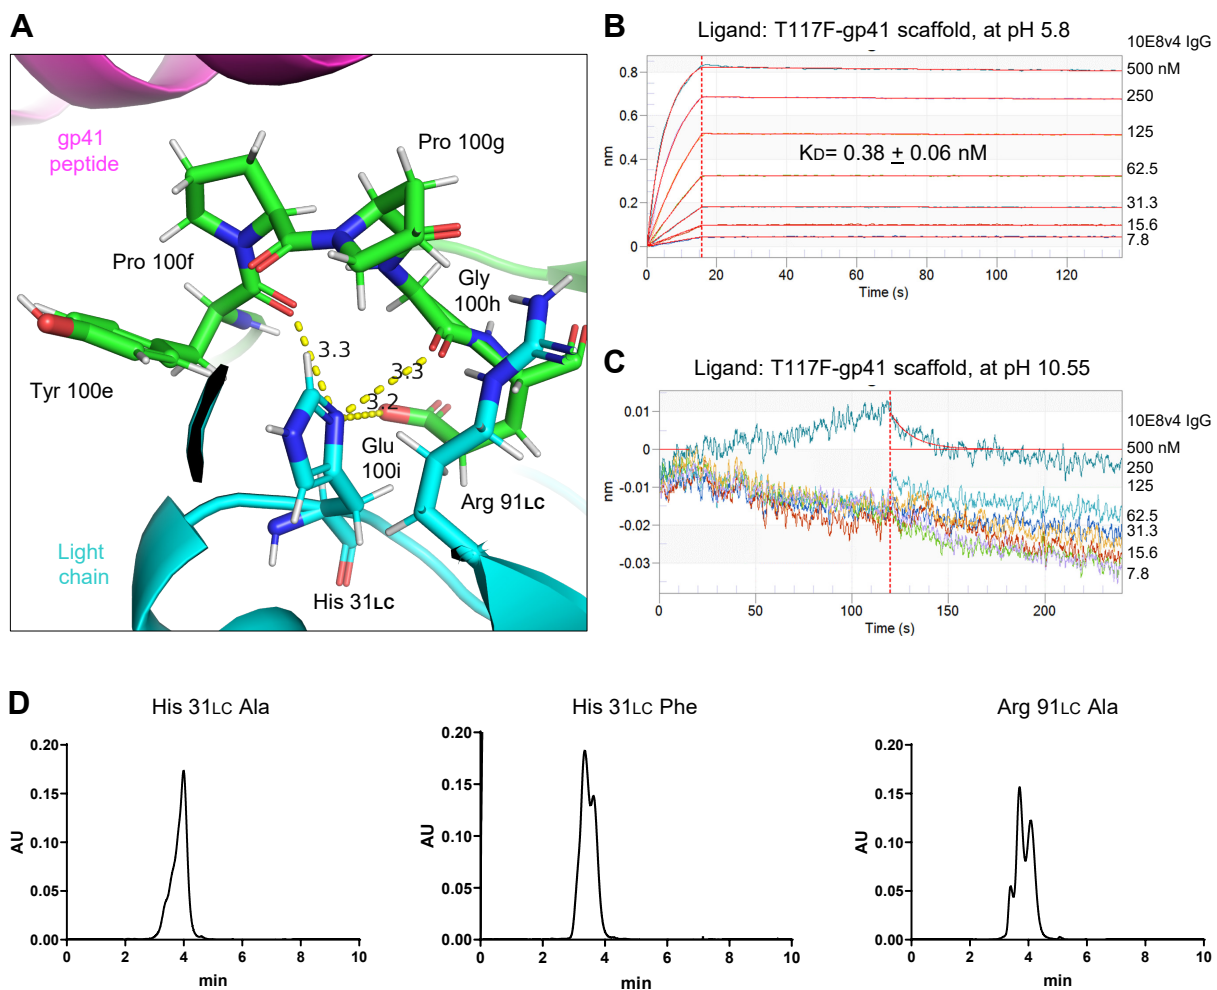 A
gp41
peptide
Pro 100g
Pro 100f
Gly
100h
3.3
3.3
3.2
Tyr 100e
Glu
100i
Arg 91LC
Light
chain
His 31LC
B
Ligand: T117F-gp41 scaffold, at pH 5.8
10E8v4 IgG
500 nM
250
125
62.5
31.3
15.6
7.8
KD= 0.38 ± 0.06 nM
nm
0.8
0.6
0.4
0.2
0
0
20
40
60
80
100
120
Time (s)
C
Ligand: T117F-gp41 scaffold, at pH 10.55
10E8v4 IgG
500 nM
250
125
62.5
31.3
15.6
7.8
nm
0.01
0
-0.01
-0.02
-0.03
0
50
100
150
200
Time (s)
D
His 31LC Ala
AU
0.20
0.15
0.10
0.05
0.00
0
2
4
6
8
10
min
His 31LC Phe
AU
0.20
0.15
0.10
0.05
0.00
0
2
4
6
8
10
min
Arg 91LC Ala
AU
0.20
0.15
0.10
0.05
0.00
0
2
4
6
8
10
min